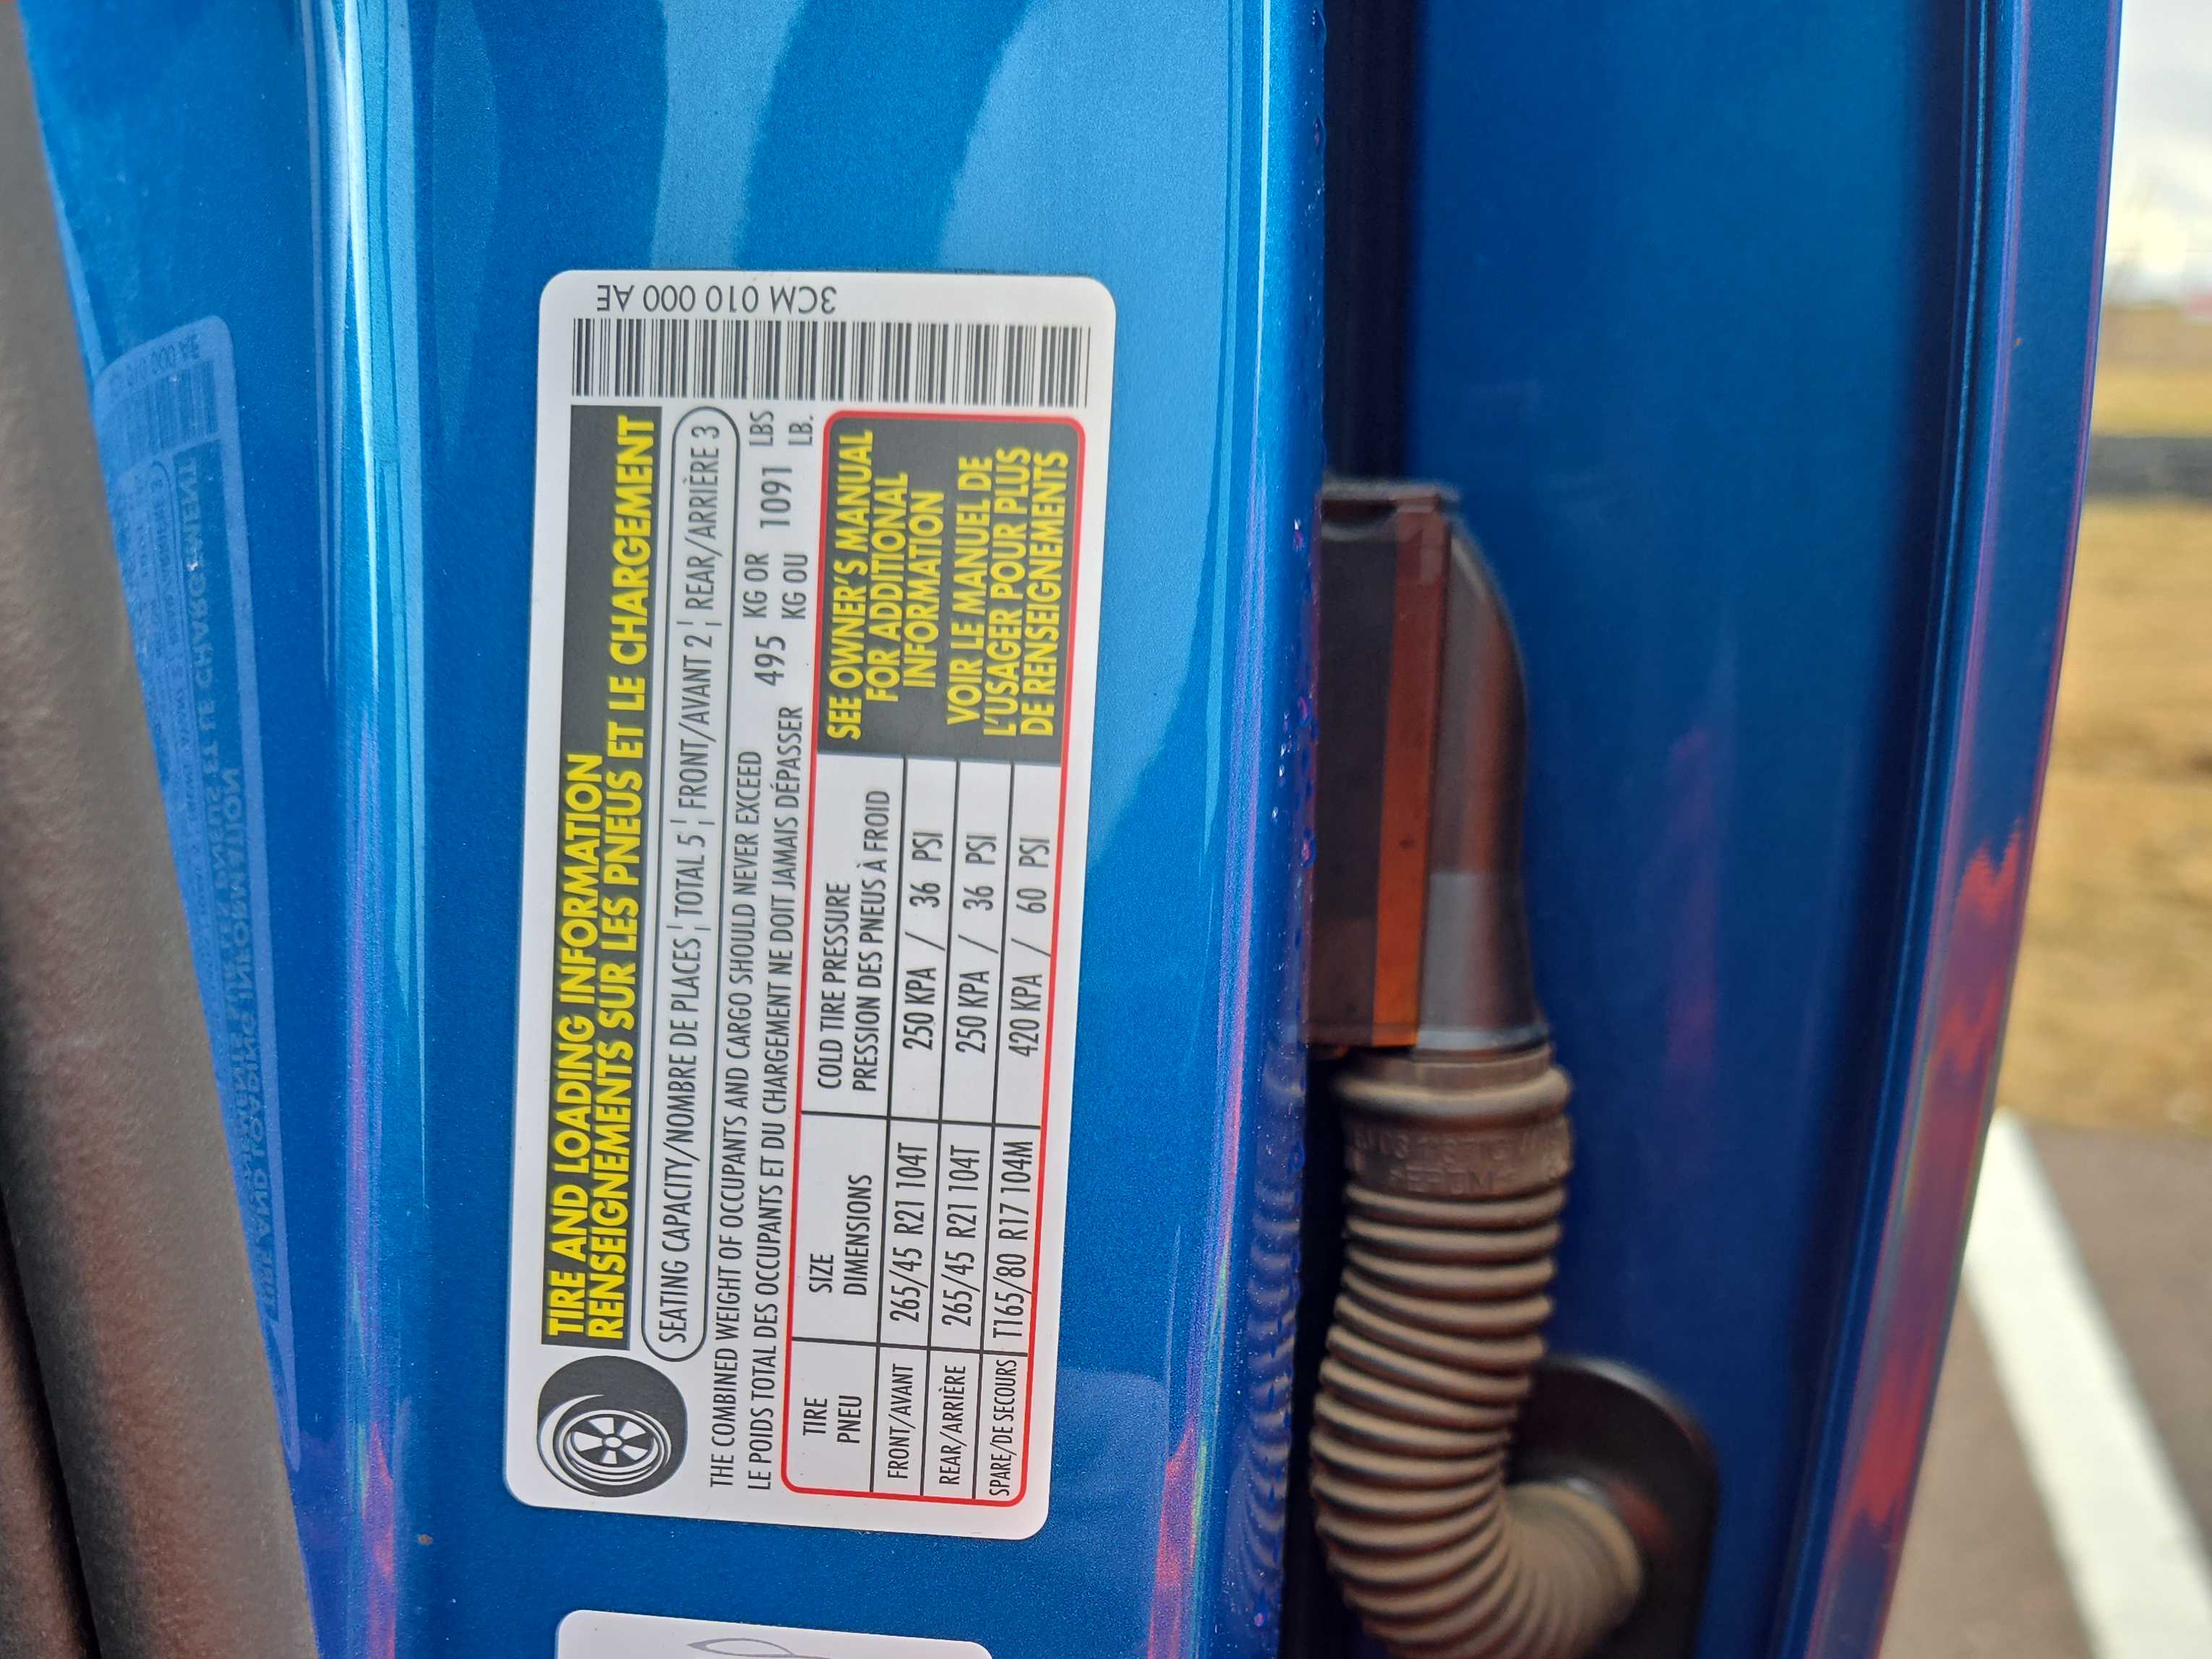 TIRE AND LOADING INFORMATION
RENSEIGNEMENTS SUR LES PNEUS ET LE CHARGEMENT
SEATING CAPACITY/NOMBRE DE PLACES ¦ TOTAL 5 ¦ FRONT/AVANT 2 ¦ REAR/ARRIÈRE 3
THE COMBINED WEIGHT OF OCCUPANTS AND CARGO SHOULD NEVER EXCEED 495 KG OR 1091 LBS
LE POIDS TOTAL DES OCCUPANTS ET DU CHARGEMENT NE DOIT JAMAIS DÉPASSER KG OU LB.
TIRE SIZE COLD TIRE PRESSURE
PNEU DIMENSIONS PRESSION DES PNEUS À FROID
FRONT/AVANT 265/45 R21 104T 250 KPA / 36 PSI
REAR/ARRIÈRE 265/45 R21 104T 250 KPA / 36 PSI
SPARE/DE SECOURS T165/80 R17 104M 420 KPA / 60 PSI
SEE OWNER'S MANUAL
FOR ADDITIONAL
INFORMATION
VOIR LE MANUEL DE
L'USAGER POUR PLUS
DE RENSEIGNEMENTS
3CM 010 000 AE